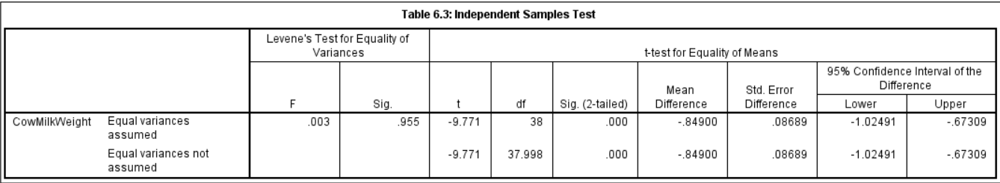 Table 6.3: Independent Samples Test
Levene's Test for Equality of
Variances
t-test for Equality of Means
F
Sig.
t
df
Sig. (2-tailed)
Mean
Difference
Std. Error
Difference
95% Confidence Interval of the
Difference
Lower
Upper
CowMilkWeight Equal variances assumed .003 .955 -9.771 38 .000 -.84900 .08689 -1.02491 -.67309
Equal variances not assumed -9.771 37.998 .000 -.84900 .08689 -1.02491 -.67309